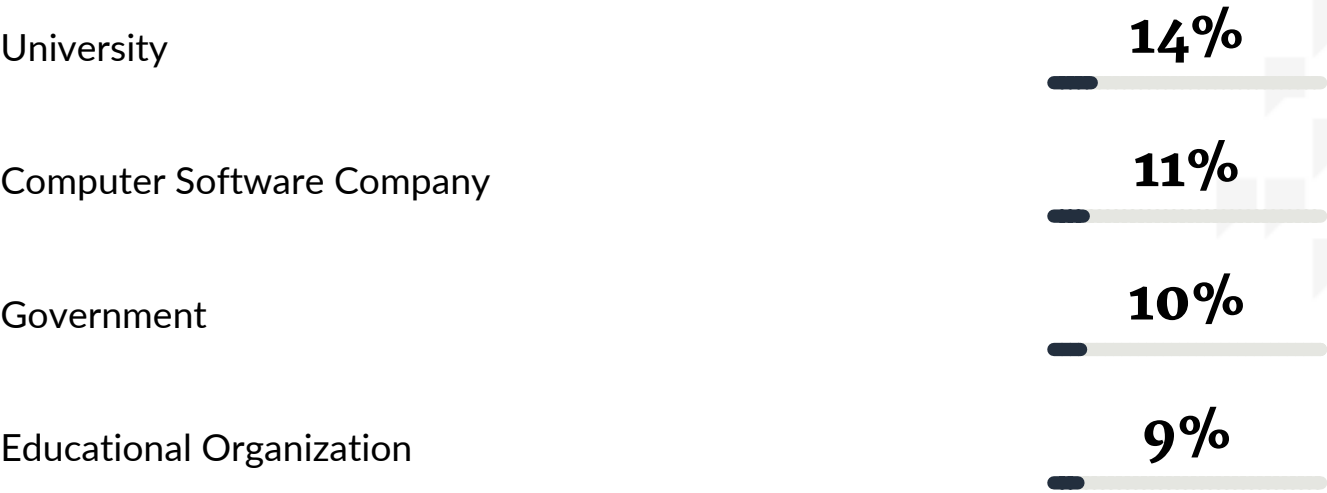 University
14%
Computer Software Company
11%
Government
10%
Educational Organization
9%